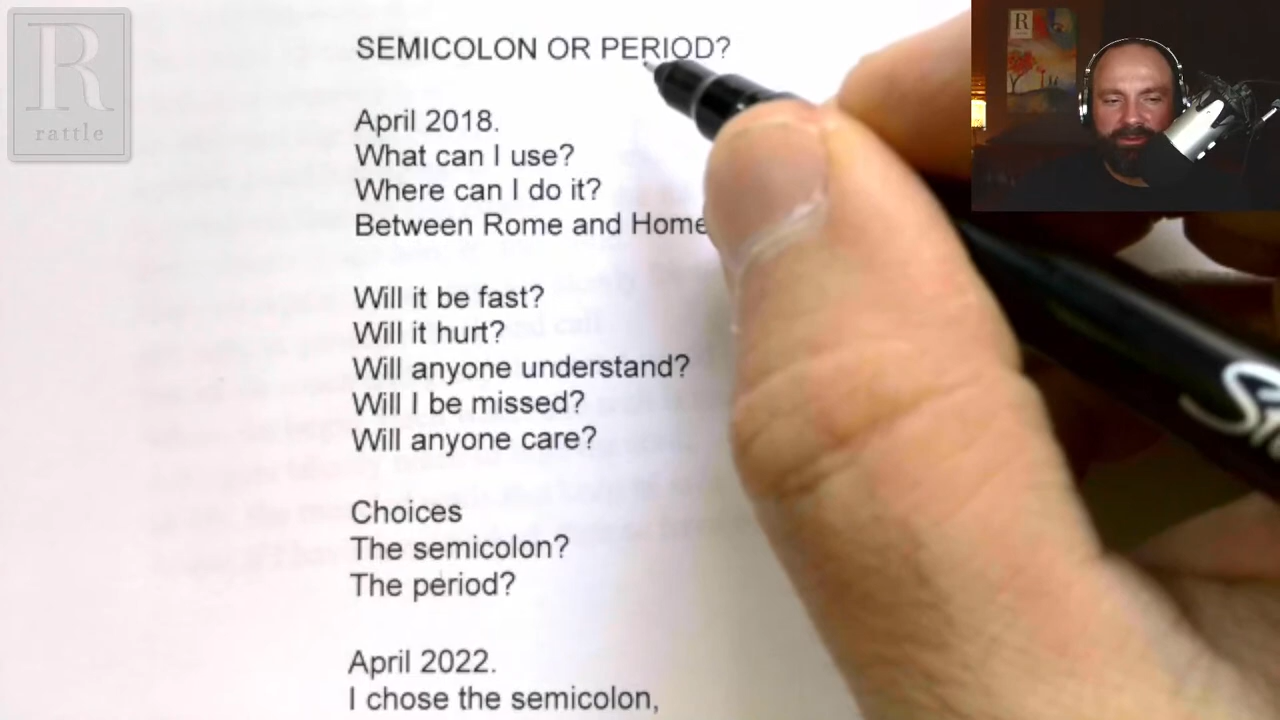 R
rattle
SEMICOLON OR PERIOD?
April 2018.
What can I use?
Where can I do it?
Between Rome and Home
Will it be fast?
Will it hurt?
Will anyone understand?
Will I be missed?
Will anyone care?
Choices
The semicolon?
The period?
April 2022.
I chose the semicolon,
R